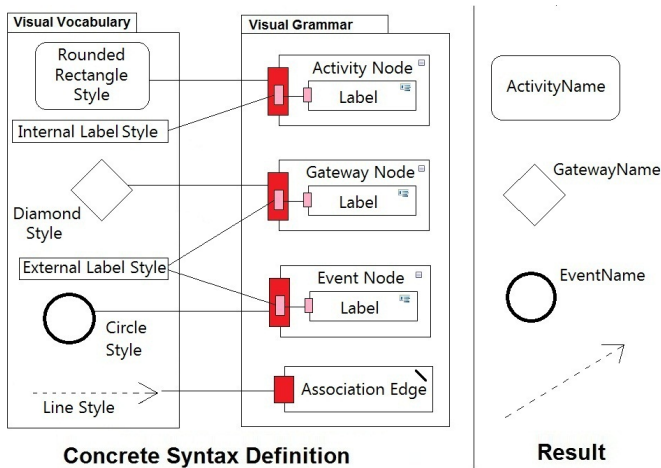 Visual Vocabulary
Rounded
Rectangle
Style
Internal Label Style
Diamond
Style
External Label Style
Circle
Style
Line Style
Visual Grammar
Activity Node
Label
Gateway Node
Label
Event Node
Label
Association Edge
Concrete Syntax Definition
ActivityName
GatewayName
EventName
Result